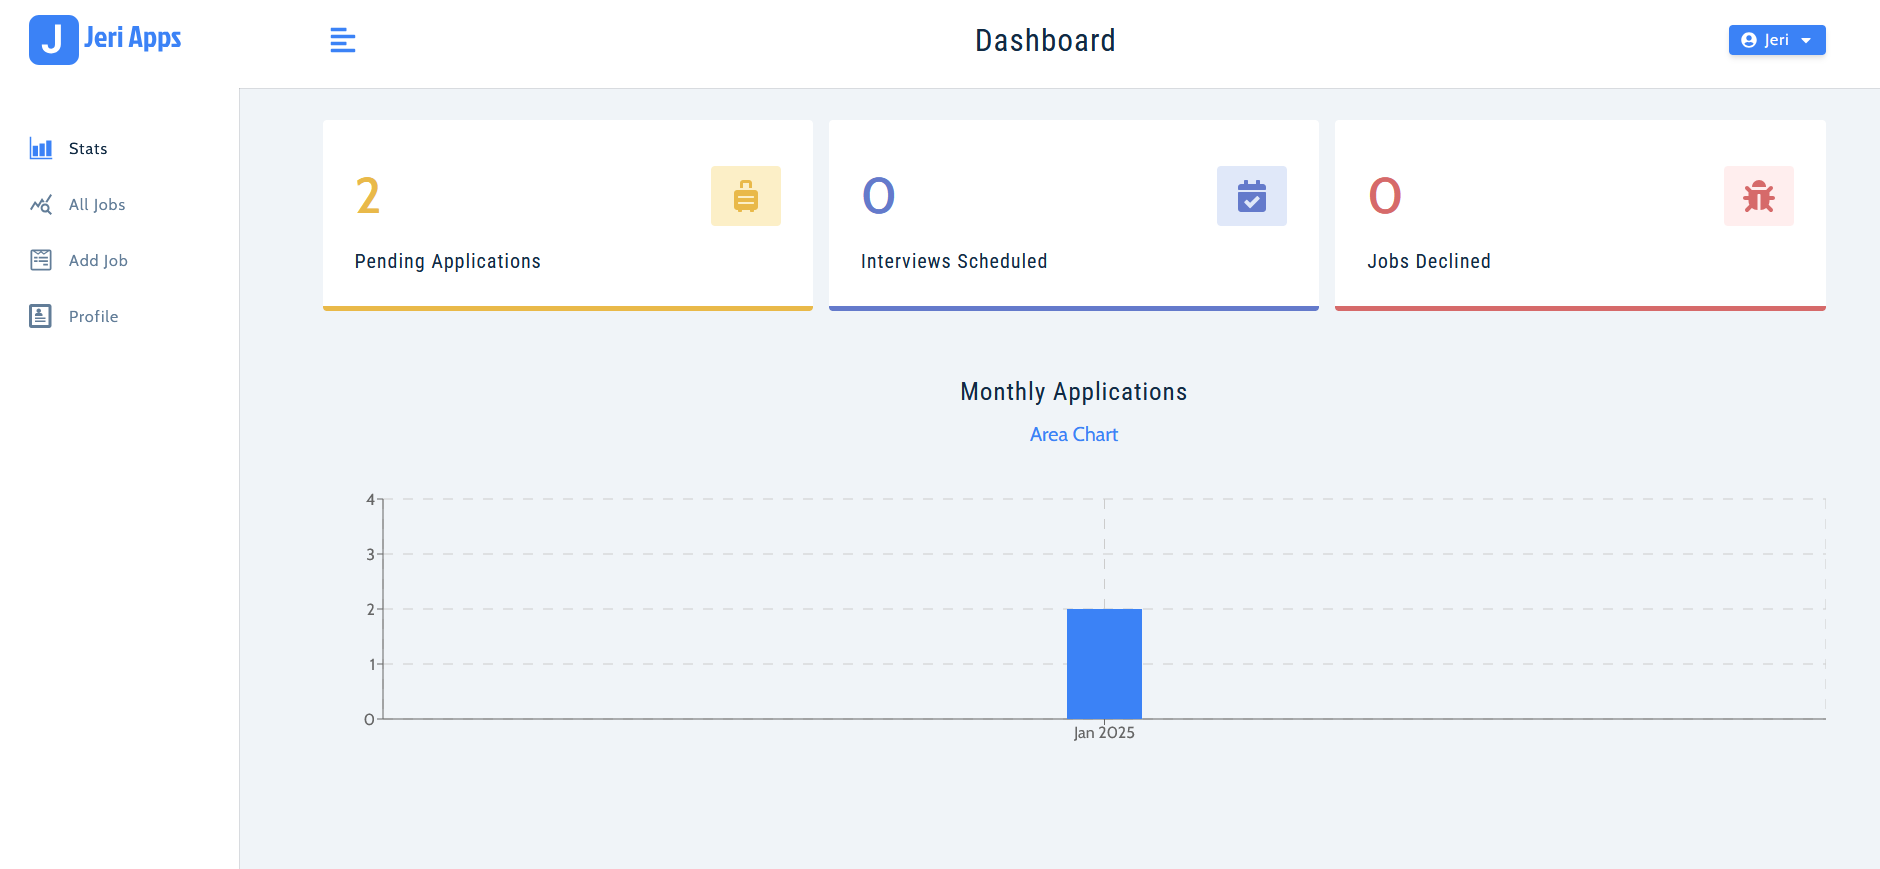 J Jeri Apps
Dashboard
Jeri
Stats
All Jobs
Add Job
Profile
2
Pending Applications
0
Interviews Scheduled
0
Jobs Declined
Monthly Applications
Area Chart
4
3
2
1
0
Jan 2025